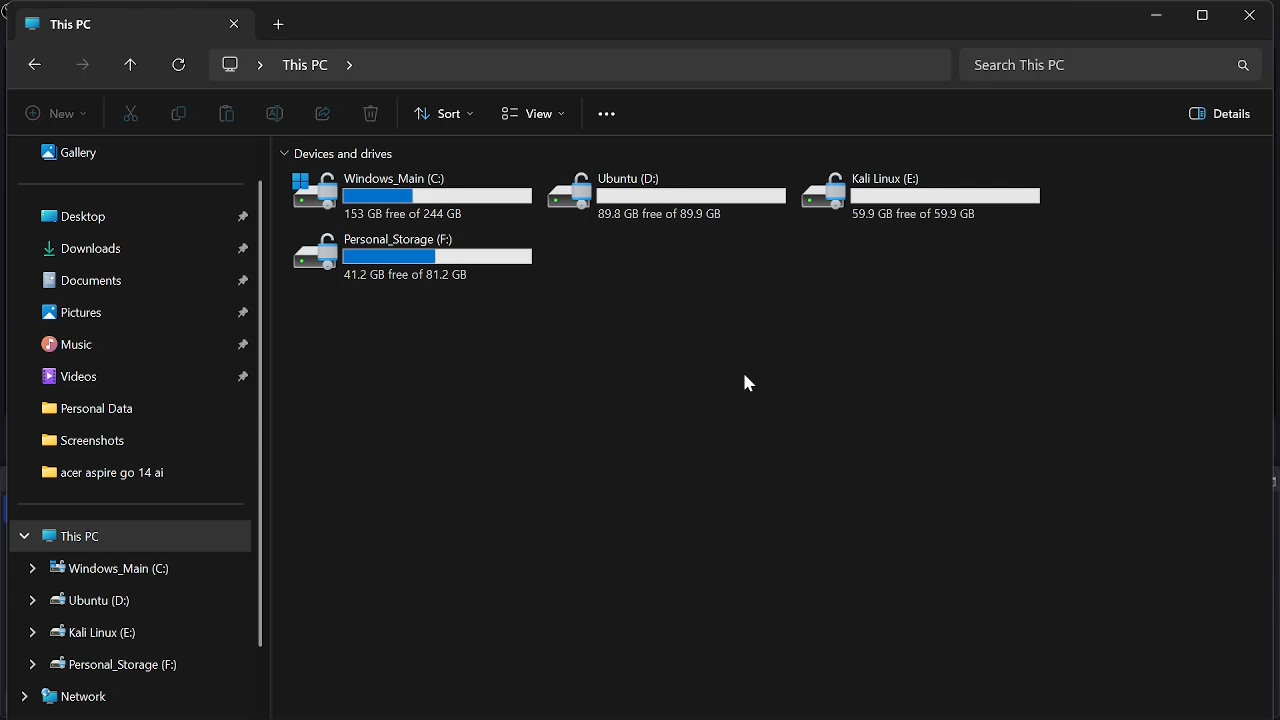 This PC
This PC
Search This PC
New
Sort
View
Details
Gallery
Desktop
Downloads
Documents
Pictures
Music
Videos
Personal Data
Screenshots
acer aspire go 14 ai
This PC
Windows_Main (C:)
Ubuntu (D:)
Kali Linux (E:)
Personal_Storage (F:)
Network
Devices and drives
Windows_Main (C:)
153 GB free of 244 GB
Ubuntu (D:)
89.8 GB free of 89.9 GB
Kali Linux (E:)
59.9 GB free of 59.9 GB
Personal_Storage (F:)
41.2 GB free of 81.2 GB